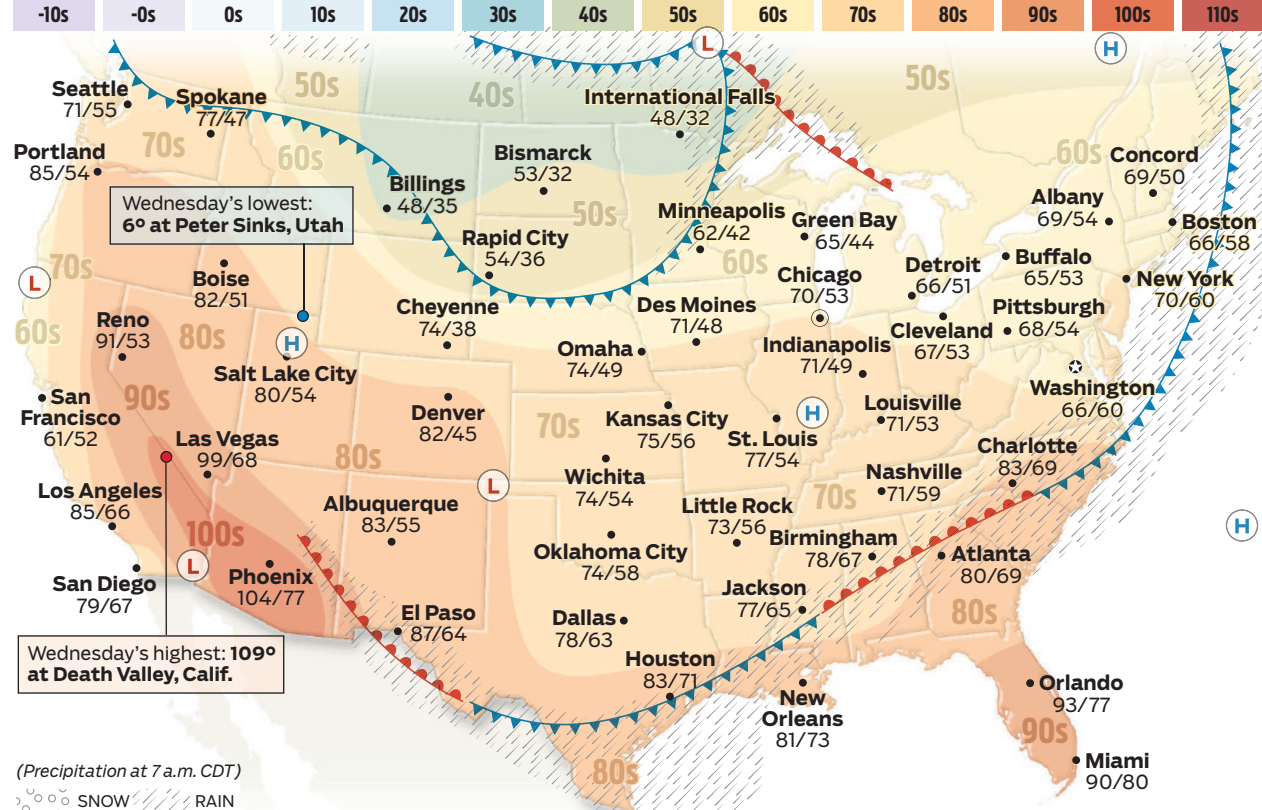 -10s -0s 0s 10s 20s 30s 40s 50s 60s 70s 80s 90s 100s 110s
L
H
Seattle
71/55
Spokane
77/47
50s
40s
International Falls
48/32
50s
Portland
85/54
70s
60s
Bismarck
53/32
60s
Concord
69/50
Billings
48/35
Wednesday's lowest:
6º at Peter Sinks, Utah
50s
Albany
69/54
Minneapolis
62/42
Green Bay
65/44
Boston
66/58
Rapid City
54/36
60s
Buffalo
65/53
Detroit
66/51
70s
L
Boise
82/51
Chicago
70/53
New York
70/60
60s
Reno
91/53
80s
Cheyenne
74/38
Des Moines
71/48
Pittsburgh
68/54
Cleveland
67/53
H
Omaha
74/49
Indianapolis
71/49
Salt Lake City
80/54
Washington
66/60
90s
San
Francisco
61/52
Denver
82/45
70s
Kansas City
75/56
H
St. Louis
77/54
Louisville
71/53
Las Vegas
99/68
80s
Charlotte
83/69
Wichita
74/54
L
Nashville
71/59
Los Angeles
85/66
Albuquerque
83/55
Little Rock
73/56
70s
100s
H
Birmingham
78/67
Oklahoma City
74/58
Atlanta
80/69
L
San Diego
79/67
Phoenix
104/77
Jackson
77/65
El Paso
87/64
Dallas
78/63
80s
Wednesday's highest: 109º
at Death Valley, Calif.
Houston
83/71
New
Orleans
81/73
Orlando
93/77
90s
80s
Miami
90/80
(Precipitation at 7 a.m. CDT)
SNOW RAIN